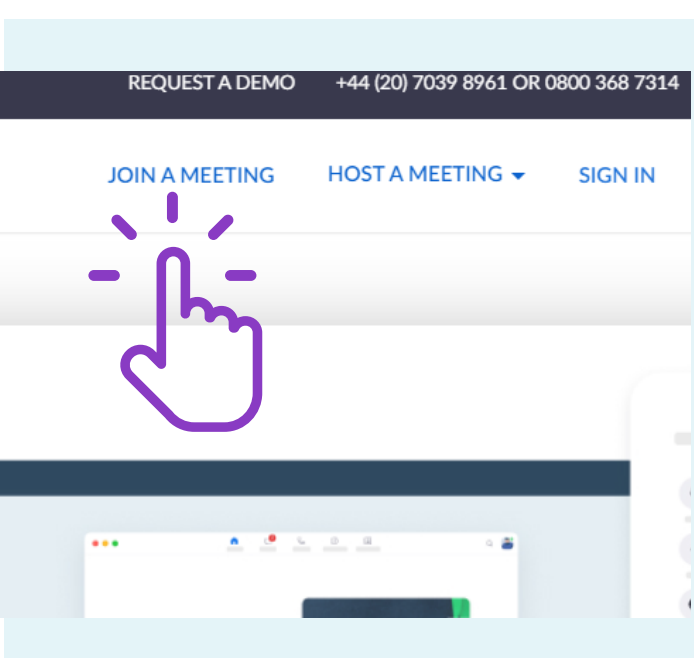 REQUEST A DEMO +44 (20) 7039 8961 OR 0800 368 7314
JOIN A MEETING HOST A MEETING SIGN IN